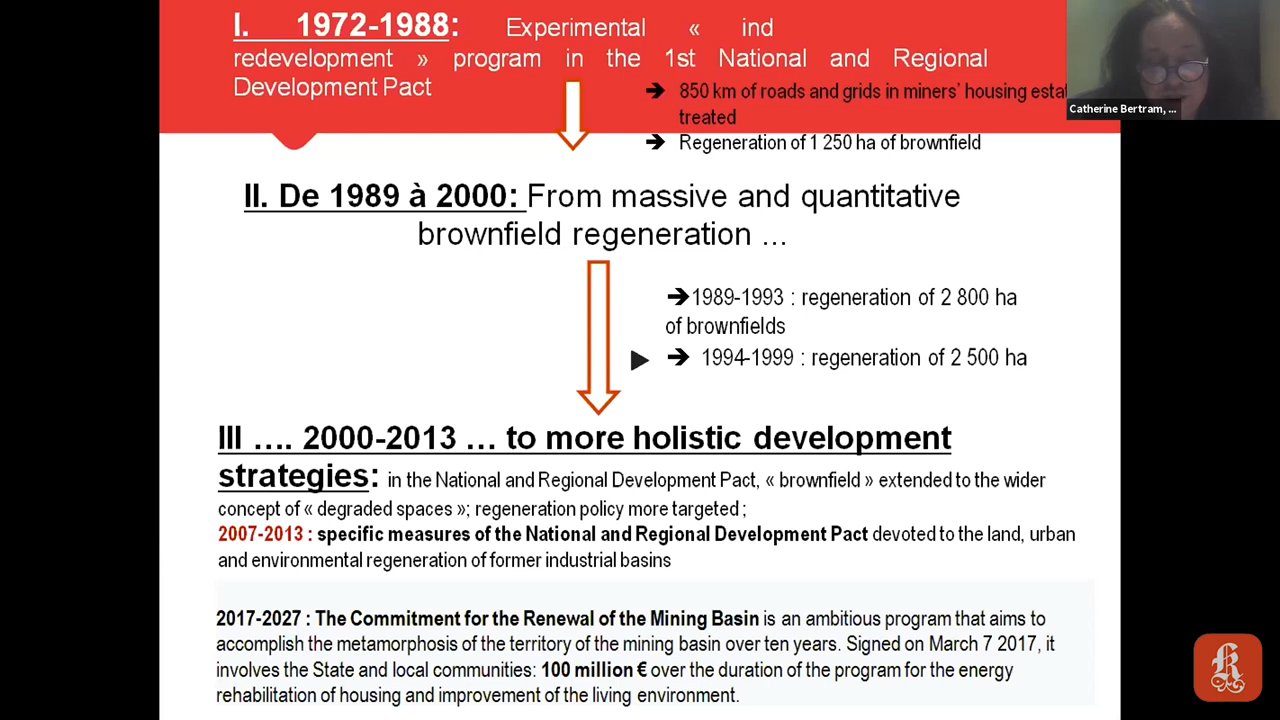 I. 1972-1988: Experimental « ind
redevelopment » program in the 1st National and Regional
Development Pact
➔ 850 km of roads and grids in miners' housing
treated
➔ Regeneration of 1 250 ha of brownfield
Catherine Bertram, ...
II. De 1989 à 2000: From massive and quantitative
brownfield regeneration ...
➔1989-1993 : regeneration of 2 800 ha
of brownfields
➔ 1994-1999 : regeneration of 2 500 ha
III .... 2000-2013 ... to more holistic development
strategies: in the National and Regional Development Pact, « brownfield » extended to the wider
concept of « degraded spaces »; regeneration policy more targeted ;
2007-2013 : specific measures of the National and Regional Development Pact devoted to the land, urban
and environmental regeneration of former industrial basins
2017-2027 : The Commitment for the Renewal of the Mining Basin is an ambitious program that aims to
accomplish the metamorphosis of the territory of the mining basin over ten years. Signed on March 7 2017, it
involves the State and local communities: 100 million € over the duration of the program for the energy
rehabilitation of housing and improvement of the living environment.